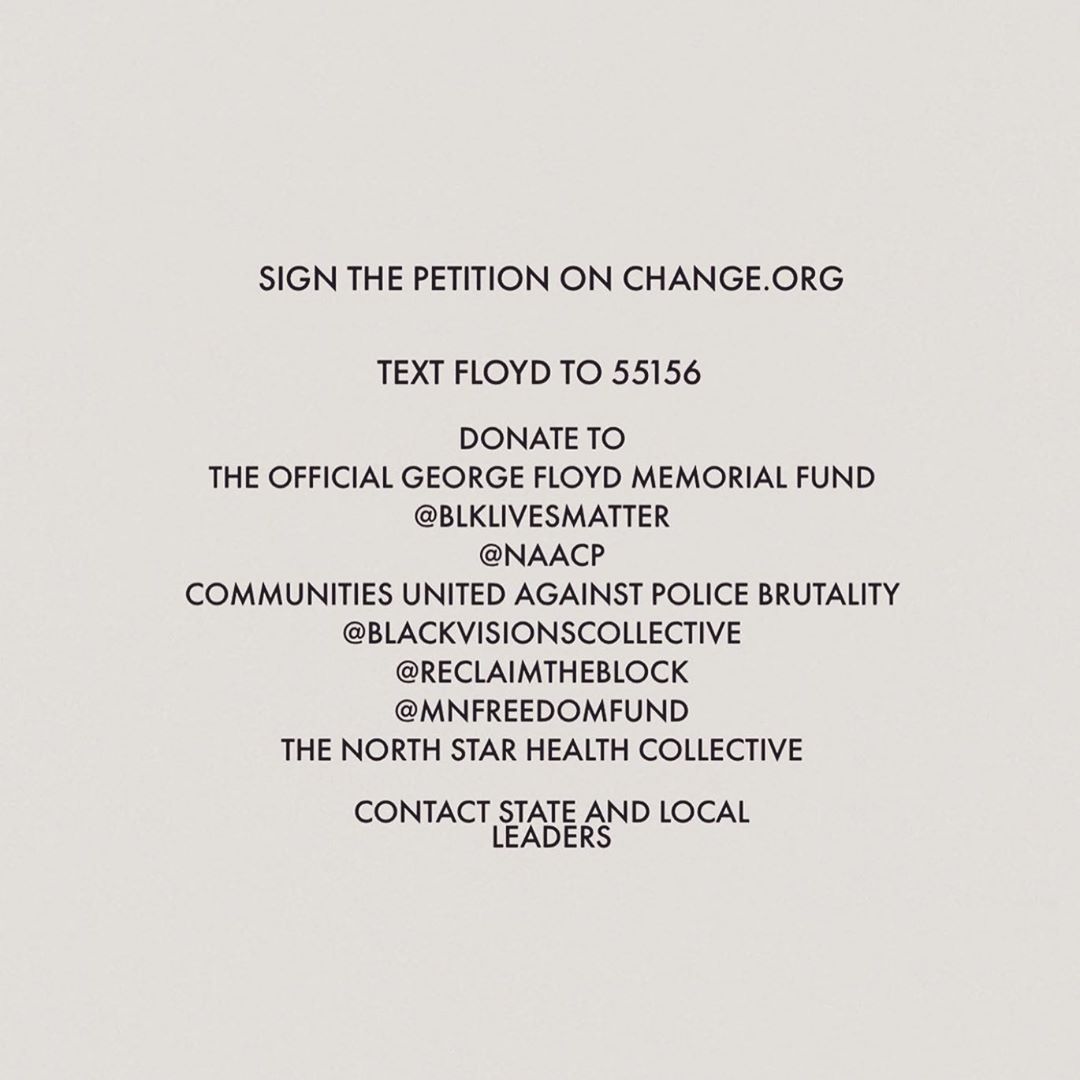 SIGN THE PETITION ON CHANGE.ORG
TEXT FLOYD TO 55156
DONATE TO
THE OFFICIAL GEORGE FLOYD MEMORIAL FUND
@BLKLIVESMATTER
@NAACP
COMMUNITIES UNITED AGAINST POLICE BRUTALITY
@BLACKVISIONSCOLLECTIVE
@RECLAIMTHEBLOCK
@MNFREEDOMFUND
THE NORTH STAR HEALTH COLLECTIVE
CONTACT STATE AND LOCAL
LEADERS